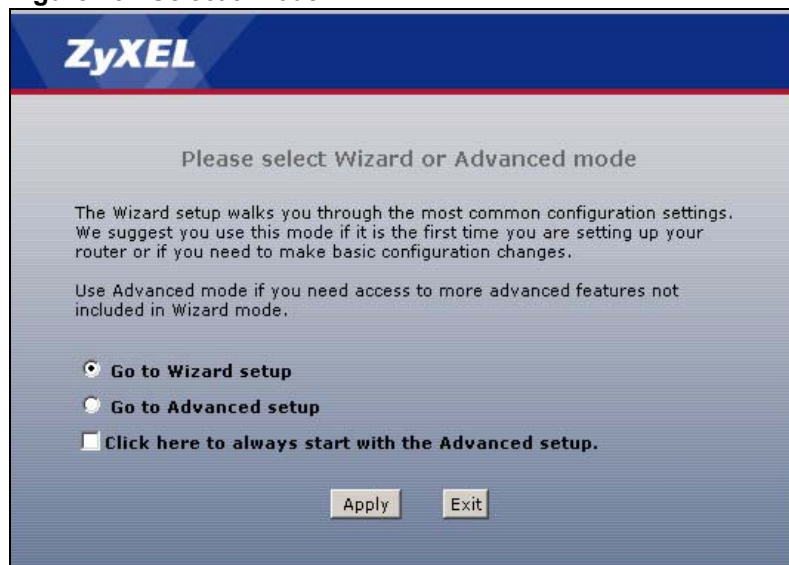 ZyXEL
Please select Wizard or Advanced mode
The Wizard setup walks you through the most common configuration settings.
We suggest you use this mode if it is the first time you are setting up your
router or if you need to make basic configuration changes.
Use Advanced mode if you need access to more advanced features not
included in Wizard mode.
Go to Wizard setup
Go to Advanced setup
Click here to always start with the Advanced setup.
Apply Exit